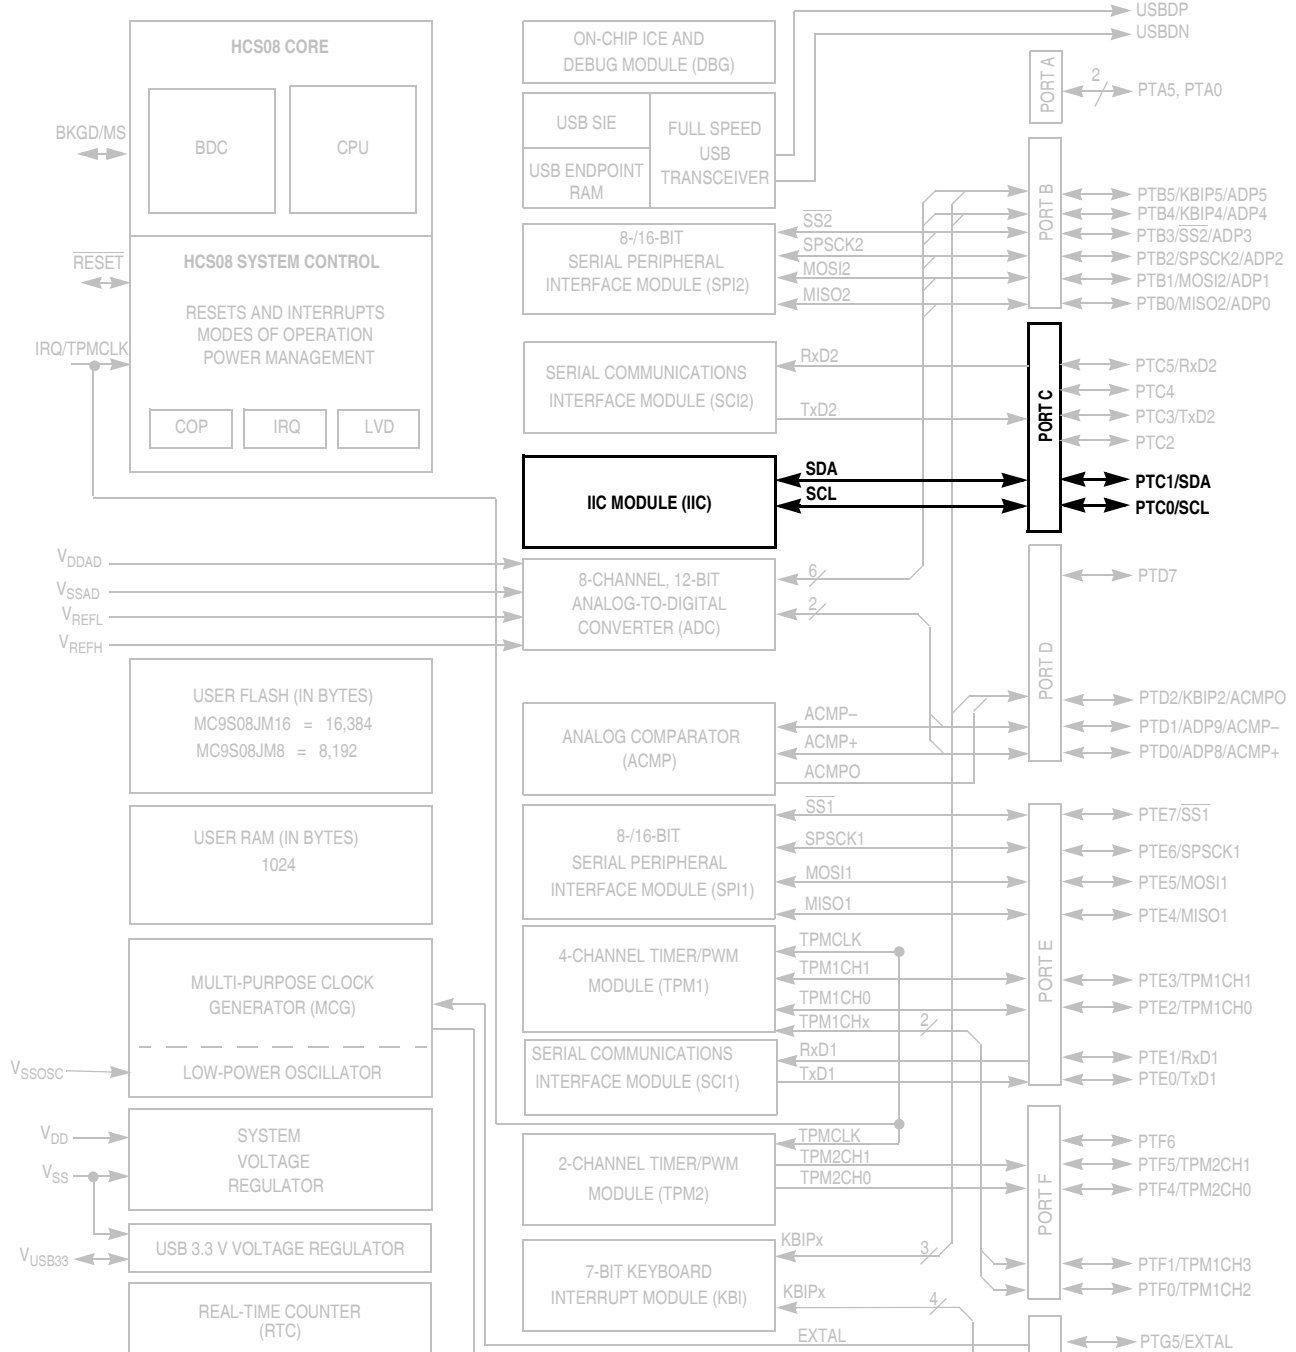 HCS08 CORE
BDC
CPU
BKGD/MS
RESET
HCS08 SYSTEM CONTROL
RESETS AND INTERRUPTS
MODES OF OPERATION
POWER MANAGEMENT
IRQ/TPMCLK
COP
IRQ
LVD
VDDAD
VSSAD
VREFL
VREFH
USER FLASH (IN BYTES)
MC9S08JM16 = 16,384
MC9S08JM8 = 8,192
USER RAM (IN BYTES)
1024
MULTI-PURPOSE CLOCK
GENERATOR (MCG)
LOW-POWER OSCILLATOR
VSSOSC
VDD
VSS
SYSTEM
VOLTAGE
REGULATOR
VUSB33
USB 3.3 V VOLTAGE REGULATOR
REAL-TIME COUNTER
(RTC)
ON-CHIP ICE AND
DEBUG MODULE (DBG)
USB SIE
USB ENDPOINT
RAM
FULL SPEED
USB
TRANSCEIVER
USBDP
USBDN
8-/16-BIT
SERIAL PERIPHERAL
INTERFACE MODULE (SPI2)
SS2
SPSCK2
MOSI2
MISO2
SERIAL COMMUNICATIONS
INTERFACE MODULE (SCI2)
RxD2
TxD2
IIC MODULE (IIC)
SDA
SCL
8-CHANNEL, 12-BIT
ANALOG-TO-DIGITAL
CONVERTER (ADC)
6
2
ANALOG COMPARATOR
(ACMP)
ACMP–
ACMP+
ACMPO
8-/16-BIT
SERIAL PERIPHERAL
INTERFACE MODULE (SPI1)
SS1
SPSCK1
MOSI1
MISO1
4-CHANNEL TIMER/PWM
MODULE (TPM1)
TPMCLK
TPM1CH1
TPM1CH0
TPM1CHx
2
SERIAL COMMUNICATIONS
INTERFACE MODULE (SCI1)
RxD1
TxD1
2-CHANNEL TIMER/PWM
MODULE (TPM2)
TPMCLK
TPM2CH1
TPM2CH0
7-BIT KEYBOARD
INTERRUPT MODULE (KBI)
KBIPx
3
KBIPx
4
EXTAL
PORT A
2
PTA5, PTA0
PORT B
PTB5/KBIP5/ADP5
PTB4/KBIP4/ADP4
PTB3/SS2/ADP3
PTB2/SPSCK2/ADP2
PTB1/MOSI2/ADP1
PTB0/MISO2/ADP0
PORT C
PTC5/RxD2
PTC4
PTC3/TxD2
PTC2
PTC1/SDA
PTC0/SCL
PORT D
PTD7
PTD2/KBIP2/ACMPO
PTD1/ADP9/ACMP–
PTD0/ADP8/ACMP+
PORT E
PTE7/SS1
PTE6/SPSCK1
PTE5/MOSI1
PTE4/MISO1
PTE3/TPM1CH1
PTE2/TPM1CH0
PTE1/RxD1
PTE0/TxD1
PORT F
PTF6
PTF5/TPM2CH1
PTF4/TPM2CH0
PTF1/TPM1CH3
PTF0/TPM1CH2
PTG5/EXTAL